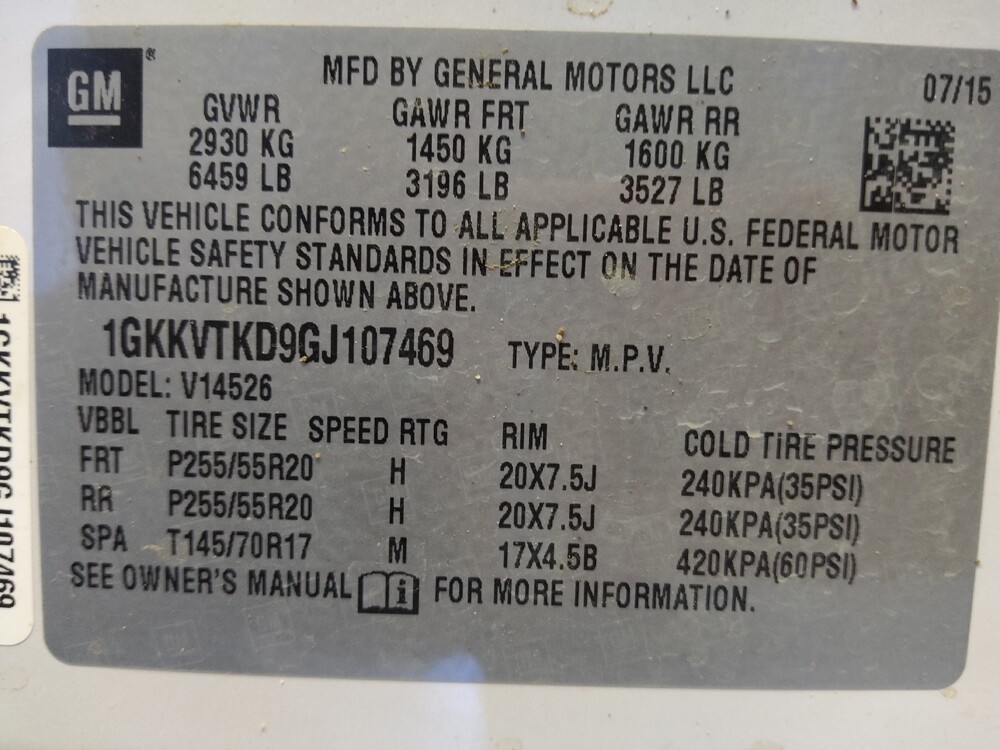 GM ®
MFD BY GENERAL MOTORS LLC 07/15
GVWR GAWR FRT GAWR RR
2930 KG 1450 KG 1600 KG
6459 LB 3196 LB 3527 LB
THIS VEHICLE CONFORMS TO ALL APPLICABLE U.S. FEDERAL MOTOR
VEHICLE SAFETY STANDARDS IN EFFECT ON THE DATE OF
MANUFACTURE SHOWN ABOVE.
1GKKVTKD9GJ107469 TYPE: M.P.V.
MODEL: V14526
VBBL TIRE SIZE SPEED RTG RIM COLD TIRE PRESSURE
FRT P255/55R20 H 20X7.5J 240KPA(35PSI)
RR P255/55R20 H 20X7.5J 240KPA(35PSI)
SPA T145/70R17 M 17X4.5B 420KPA(60PSI)
SEE OWNER'S MANUAL FOR MORE INFORMATION.
1GKKVTKD9GJ107469